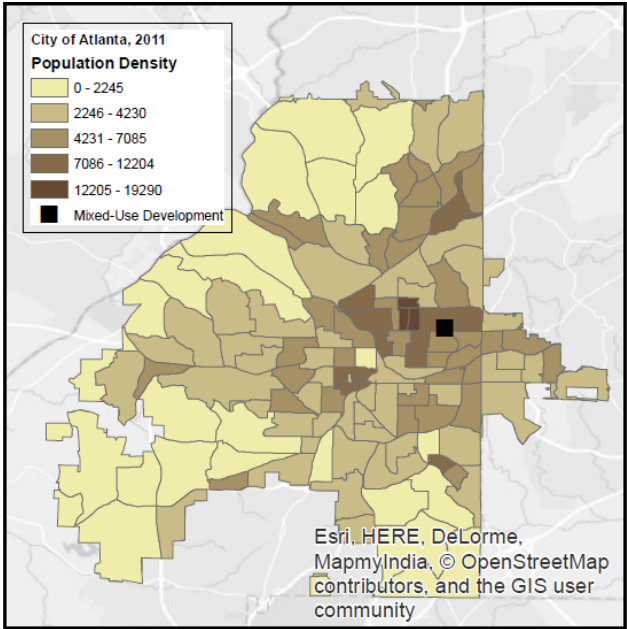 City of Atlanta, 2011
Population Density
0 - 2245
2246 - 4230
4231 - 7085
7086 - 12204
12205 - 19290
Mixed-Use Development
Esri, HERE, DeLorme,
MapmyIndia, © OpenStreetMap
contributors, and the GIS user
community